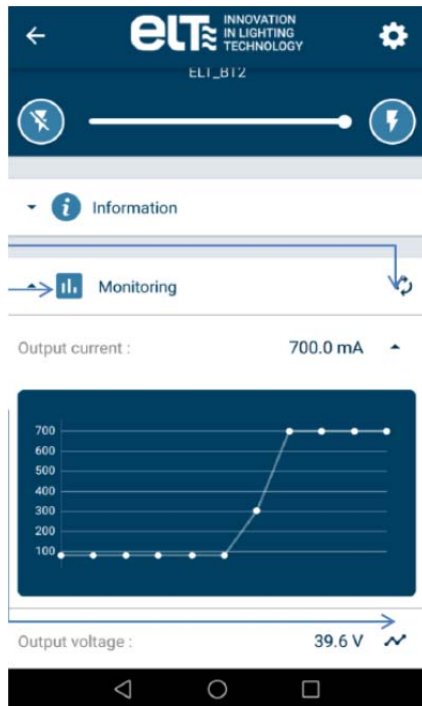 eLT INNOVATION
IN LIGHTING
TECHNOLOGY
ELT_BT2
Information
Monitoring
Output current : 700.0 mA
700
600
500
400
300
200
100
Output voltage : 39.6 V